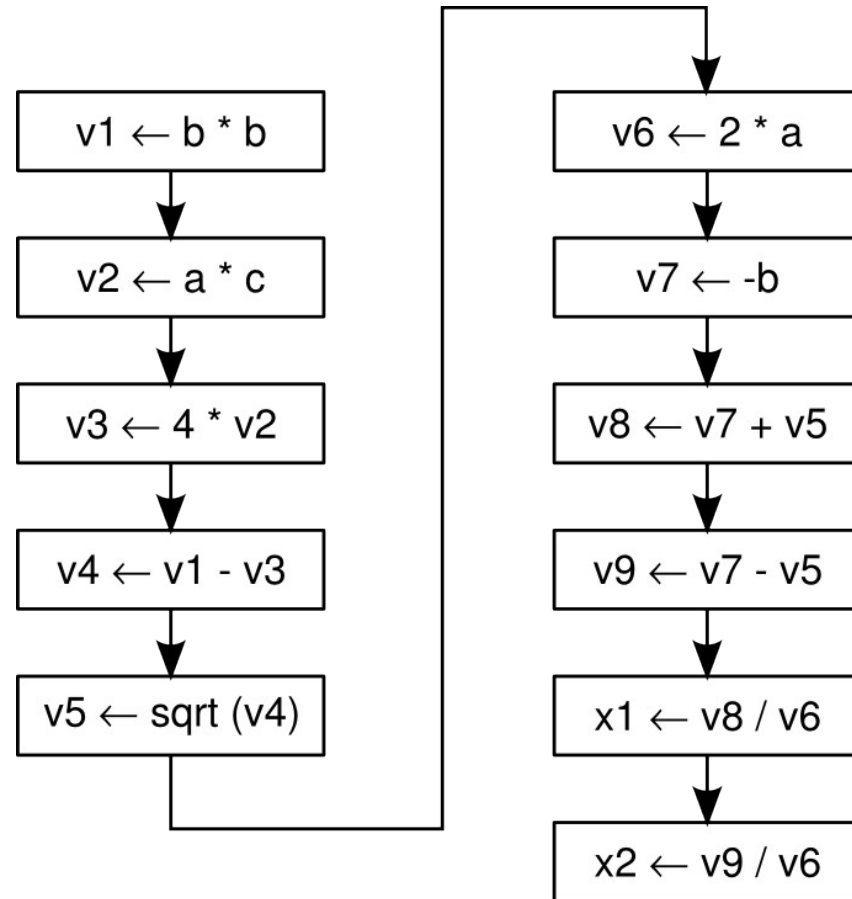 v1 ← b * b
v2 ← a * c
v3 ← 4 * v2
v4 ← v1 - v3
v5 ← sqrt (v4)
v6 ← 2 * a
v7 ← -b
v8 ← v7 + v5
v9 ← v7 - v5
x1 ← v8 / v6
x2 ← v9 / v6